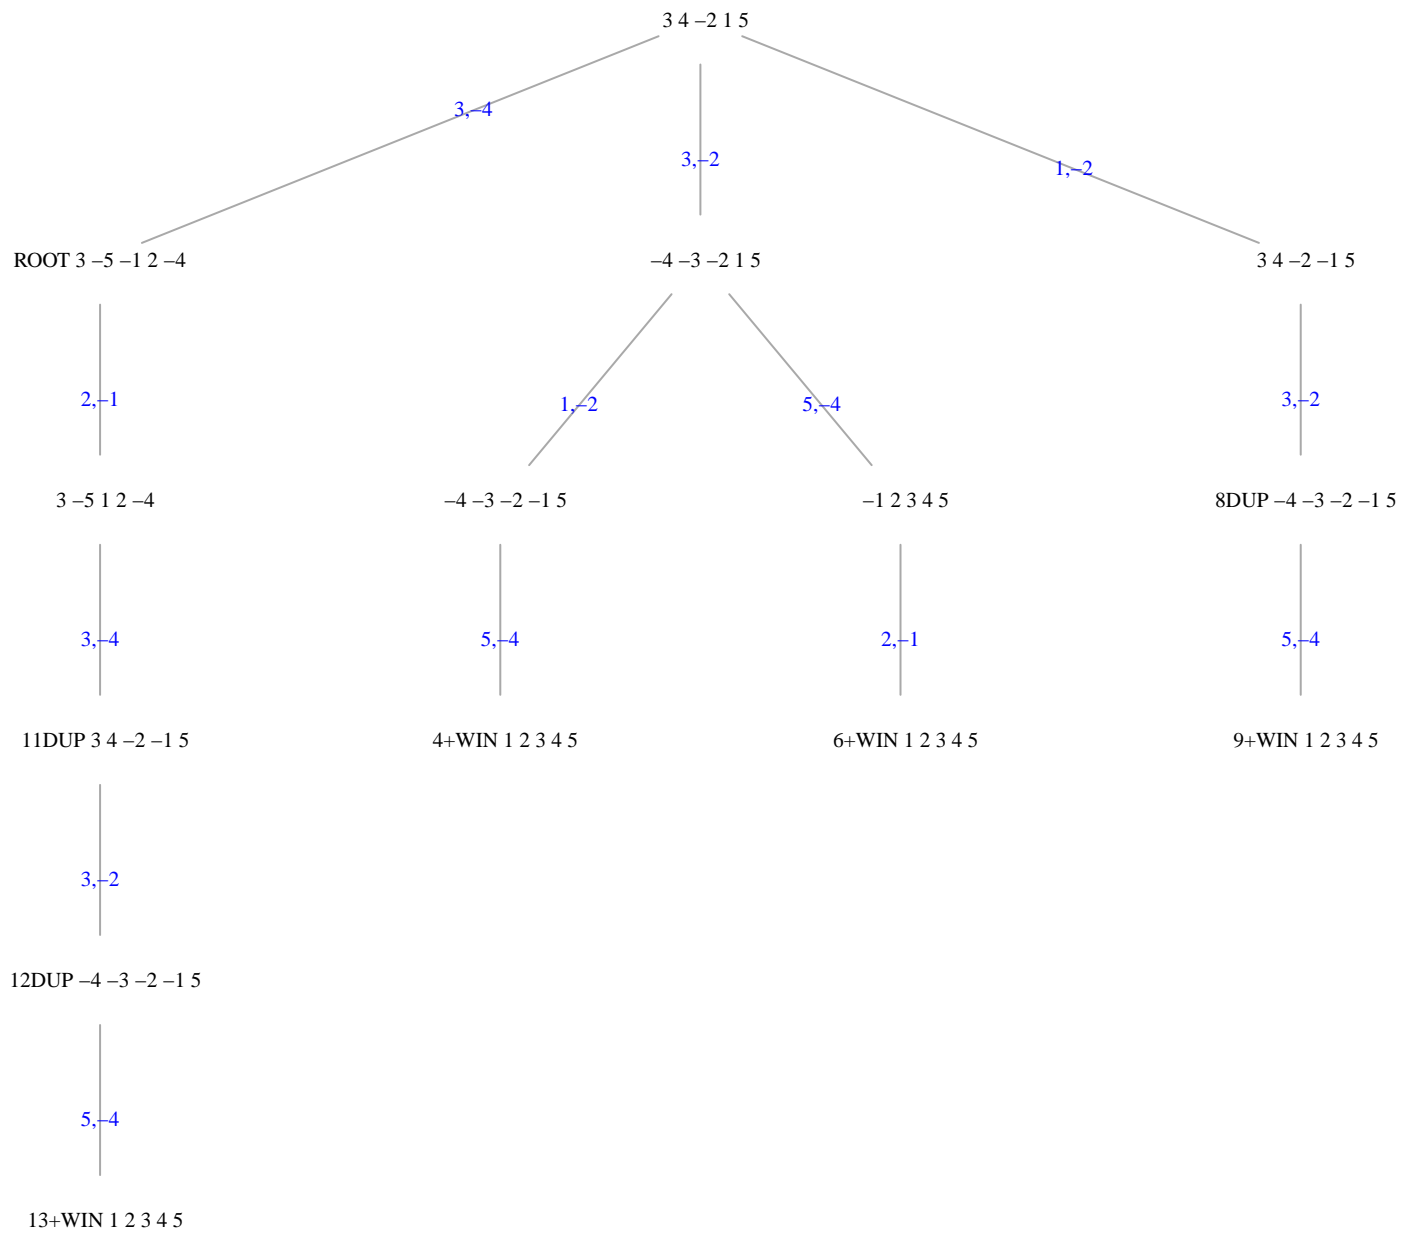 3 4 –2 1 5
3,–4
3,–2
1,–2
ROOT 3 –5 –1 2 –4
–4 –3 –2 1 5
3 4 –2 –1 5
2,–1
1,–2
5,–4
3,–2
3 –5 1 2 –4
–4 –3 –2 –1 5
–1 2 3 4 5
8DUP –4 –3 –2 –1 5
3,–4
5,–4
2,–1
5,–4
11DUP 3 4 –2 –1 5
4+WIN 1 2 3 4 5
6+WIN 1 2 3 4 5
9+WIN 1 2 3 4 5
3,–2
12DUP –4 –3 –2 –1 5
5,–4
13+WIN 1 2 3 4 5